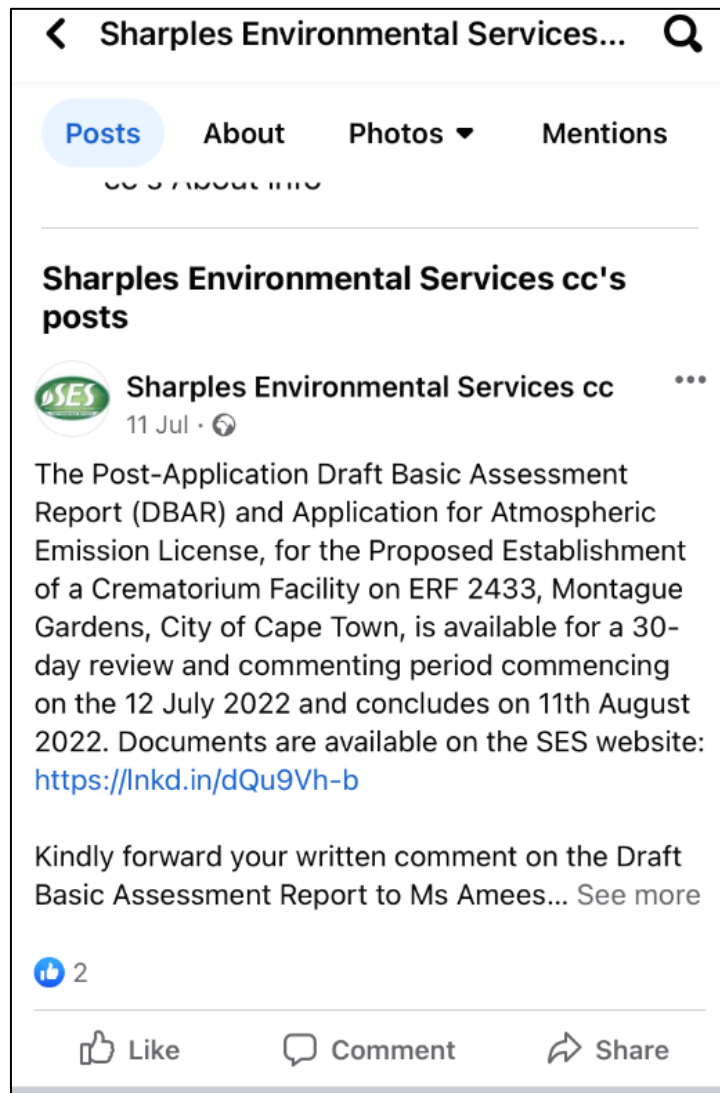 Sharples Environmental Services...
Posts
About
Photos
Mentions
cc's About info
Sharples Environmental Services cc's
posts
SES
Sharples Environmental Services cc
11 Jul ·
The Post-Application Draft Basic Assessment
Report (DBAR) and Application for Atmospheric
Emission License, for the Proposed Establishment
of a Crematorium Facility on ERF 2433, Montague
Gardens, City of Cape Town, is available for a 30-
day review and commenting period commencing
on the 12 July 2022 and concludes on 11th August
2022. Documents are available on the SES website:
https://lnkd.in/dQu9Vh-b
Kindly forward your written comment on the Draft
Basic Assessment Report to Ms Amees... See more
2
Like
Comment
Share